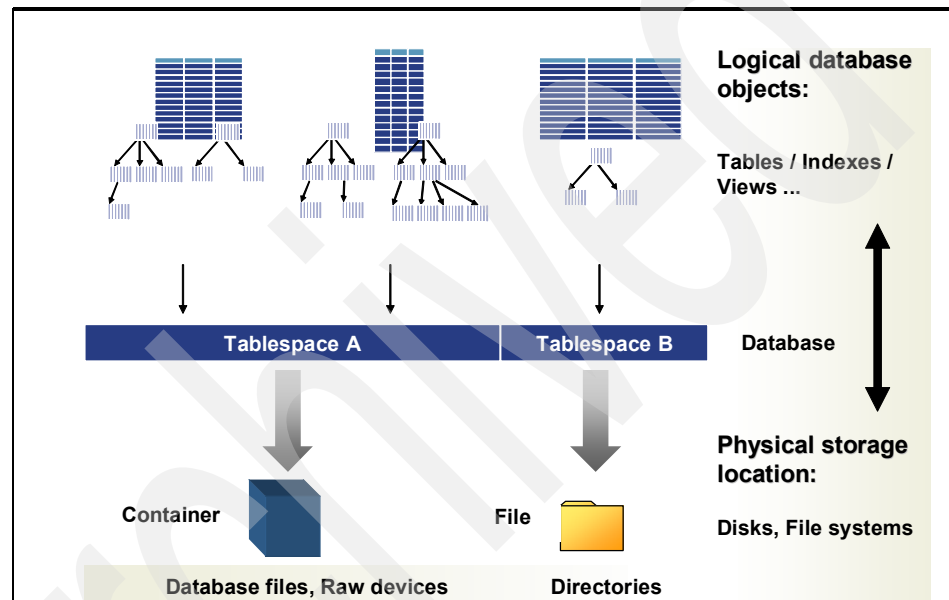 Logical database
objects:
Tables / Indexes /
Views ...
Tablespace A
Tablespace B
Database
Physical storage
location:
Container
File
Disks, File systems
Database files, Raw devices
Directories